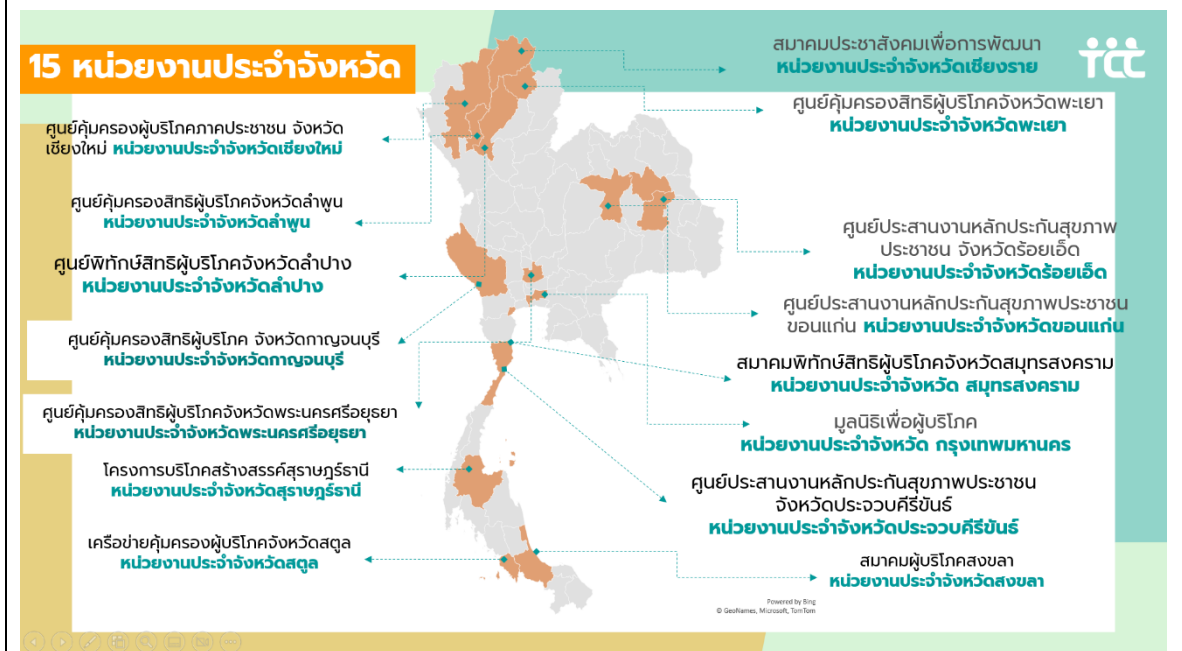 15 หน่วยงานประจำจังหวัด
TCC
ศูนย์คุ้มครองผู้บริโภคภาคประชาชน จังหวัด
เชียงใหม่ หน่วยงานประจำจังหวัดเชียงใหม่
ศูนย์คุ้มครองสิทธิผู้บริโภคจังหวัดลำพูน
หน่วยงานประจำจังหวัดลำพูน
ศูนย์พิทักษ์สิทธิผู้บริโภคจังหวัดลำปาง
หน่วยงานประจำจังหวัดลำปาง
ศูนย์คุ้มครองสิทธิผู้บริโภค จังหวัดกาญจนบุรี
หน่วยงานประจำจังหวัดกาญจนบุรี
ศูนย์คุ้มครองสิทธิผู้บริโภคจังหวัดพระนครศรีอยุธยา
หน่วยงานประจำจังหวัดพระนครศรีอยุธยา
โครงการบริโภคสร้างสรรค์สุราษฎร์ธานี
หน่วยงานประจำจังหวัดสุราษฎร์ธานี
เครือข่ายคุ้มครองผู้บริโภคจังหวัดสตูล
หน่วยงานประจำจังหวัดสตูล
สมาคมประชาสังคมเพื่อการพัฒนา
หน่วยงานประจำจังหวัดเชียงราย
ศูนย์คุ้มครองสิทธิผู้บริโภคจังหวัดพะเยา
หน่วยงานประจำจังหวัดพะเยา
ศูนย์ประสานงานหลักประกันสุขภาพ
ประชาชน จังหวัดร้อยเอ็ด
หน่วยงานประจำจังหวัดร้อยเอ็ด
ศูนย์ประสานงานหลักประกันสุขภาพประชาชน
ขอนแก่น หน่วยงานประจำจังหวัดขอนแก่น
สมาคมพิทักษ์สิทธิผู้บริโภคจังหวัดสมุทรสงคราม
หน่วยงานประจำจังหวัด สมุทรสงคราม
มูลนิธิเพื่อผู้บริโภค
หน่วยงานประจำจังหวัด กรุงเทพมหานคร
ศูนย์ประสานงานหลักประกันสุขภาพประชาชน
จังหวัดประจวบคีรีขันธ์
หน่วยงานประจำจังหวัดประจวบคีรีขันธ์
สมาคมผู้บริโภคสงขลา
หน่วยงานประจำจังหวัดสงขลา
Powered by Bing
© GeoNames, Microsoft, TomTom